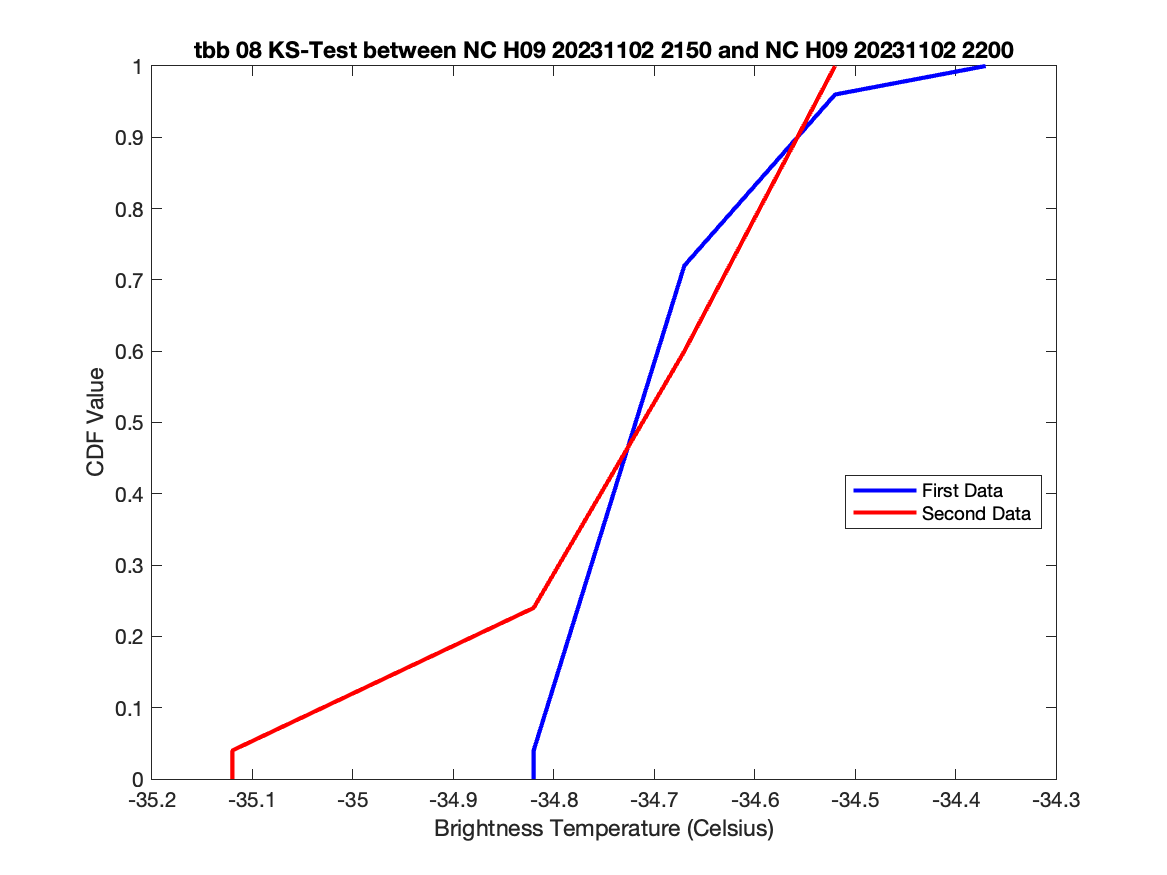 tbb 08 KS-Test between NC H09 20231102 2150 and NC H09 20231102 2200
1
0.9
0.8
0.7
0.6
0.5
0.4
0.3
0.2
0.1
0
CDF Value
First Data
Second Data
-35.2 -35.1 -35 -34.9 -34.8 -34.7 -34.6 -34.5 -34.4 -34.3
Brightness Temperature (Celsius)